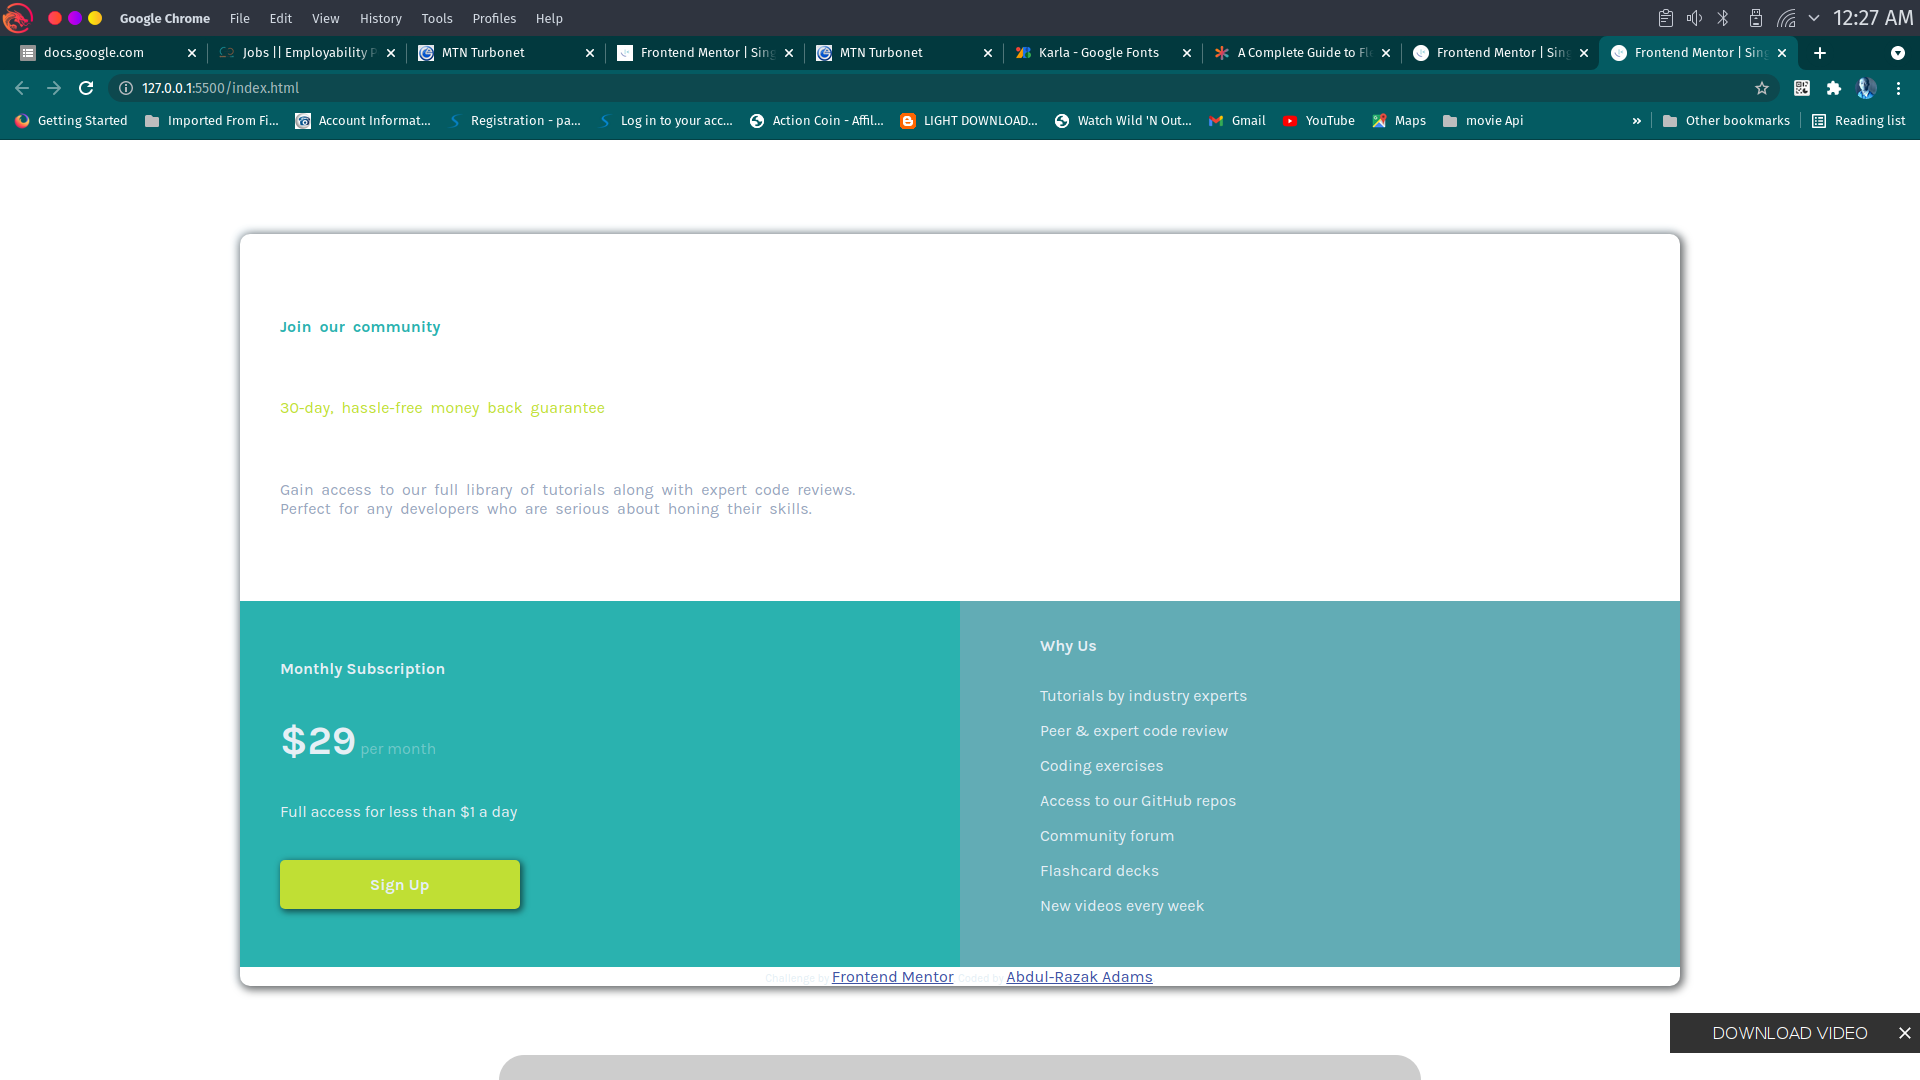 Google Chrome File Edit View History Tools Profiles Help 12:27 AM
docs.google.com Jobs || Employability P MTN Turbonet Frontend Mentor | Sing MTN Turbonet Karla - Google Fonts A Complete Guide to Fle Frontend Mentor | Sing Frontend Mentor | Sing
127.0.0.1:5500/index.html
Getting Started Imported From Fi... Account Informat... Registration - pa... Log in to your acc... Action Coin - Affil... LIGHT DOWNLOAD... Watch Wild 'N Out... Gmail YouTube Maps movie Api » Other bookmarks Reading list
Join our community
30-day, hassle-free money back guarantee
Gain access to our full library of tutorials along with expert code reviews.
Perfect for any developers who are serious about honing their skills.
Monthly Subscription
$29 per month
Full access for less than $1 a day
Sign Up
Why Us
Tutorials by industry experts
Peer & expert code review
Coding exercises
Access to our GitHub repos
Community forum
Flashcard decks
New videos every week
Challenge by Frontend Mentor. Coded by Abdul-Razak Adams
DOWNLOAD VIDEO